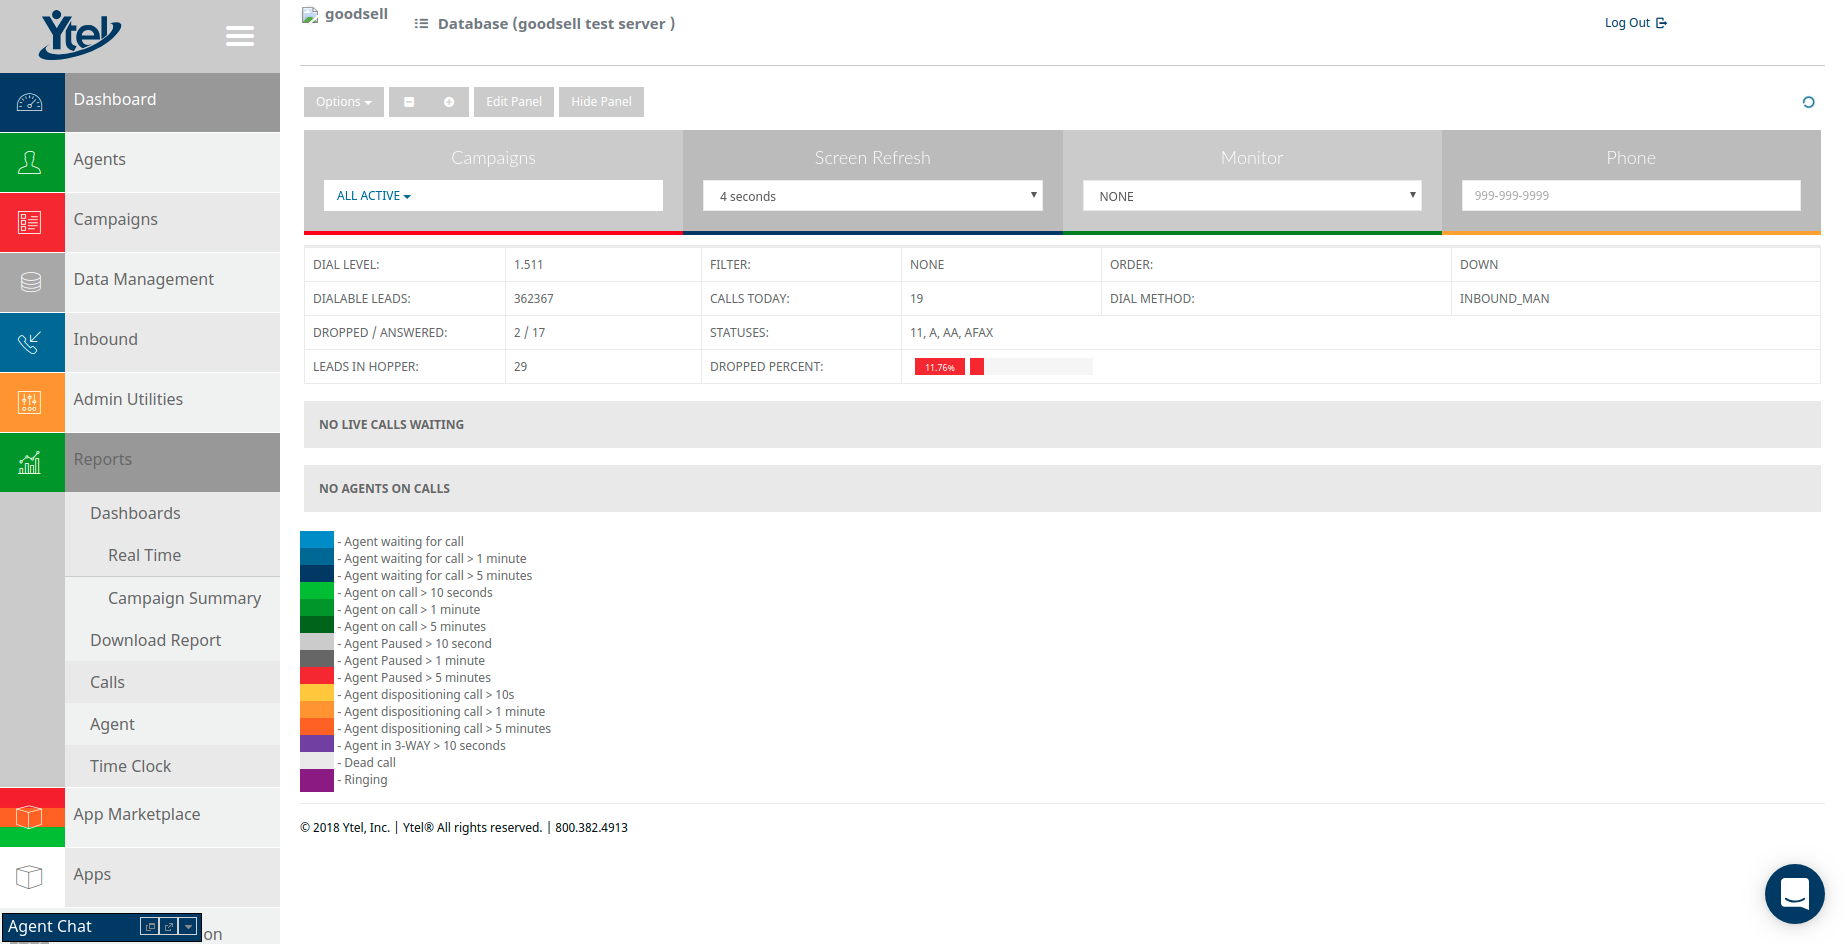 Ytel
goodsell
Database (goodsell test server )
Log Out
Dashboard
Agents
Campaigns
Data Management
Inbound
Admin Utilities
Reports
Dashboards
Real Time
Campaign Summary
Download Report
Calls
Agent
Time Clock
App Marketplace
Apps
Agent Chat
on
Options
Edit Panel
Hide Panel
Campaigns
ALL ACTIVE
Screen Refresh
4 seconds
Monitor
NONE
Phone
999-999-9999
DIAL LEVEL: 1.511 FILTER: NONE ORDER: DOWN
DIALABLE LEADS: 362367 CALLS TODAY: 19 DIAL METHOD: INBOUND_MAN
DROPPED / ANSWERED: 2 / 17 STATUSES: 11, A, AA, AFAX
LEADS IN HOPPER: 29 DROPPED PERCENT: 11.76%
NO LIVE CALLS WAITING
NO AGENTS ON CALLS
- Agent waiting for call
- Agent waiting for call > 1 minute
- Agent waiting for call > 5 minutes
- Agent on call > 10 seconds
- Agent on call > 1 minute
- Agent on call > 5 minutes
- Agent Paused > 10 second
- Agent Paused > 1 minute
- Agent Paused > 5 minutes
- Agent dispositioning call > 10s
- Agent dispositioning call > 1 minute
- Agent dispositioning call > 5 minutes
- Agent in 3-WAY > 10 seconds
- Dead call
- Ringing
© 2018 Ytel, Inc. | Ytel® All rights reserved. | 800.382.4913